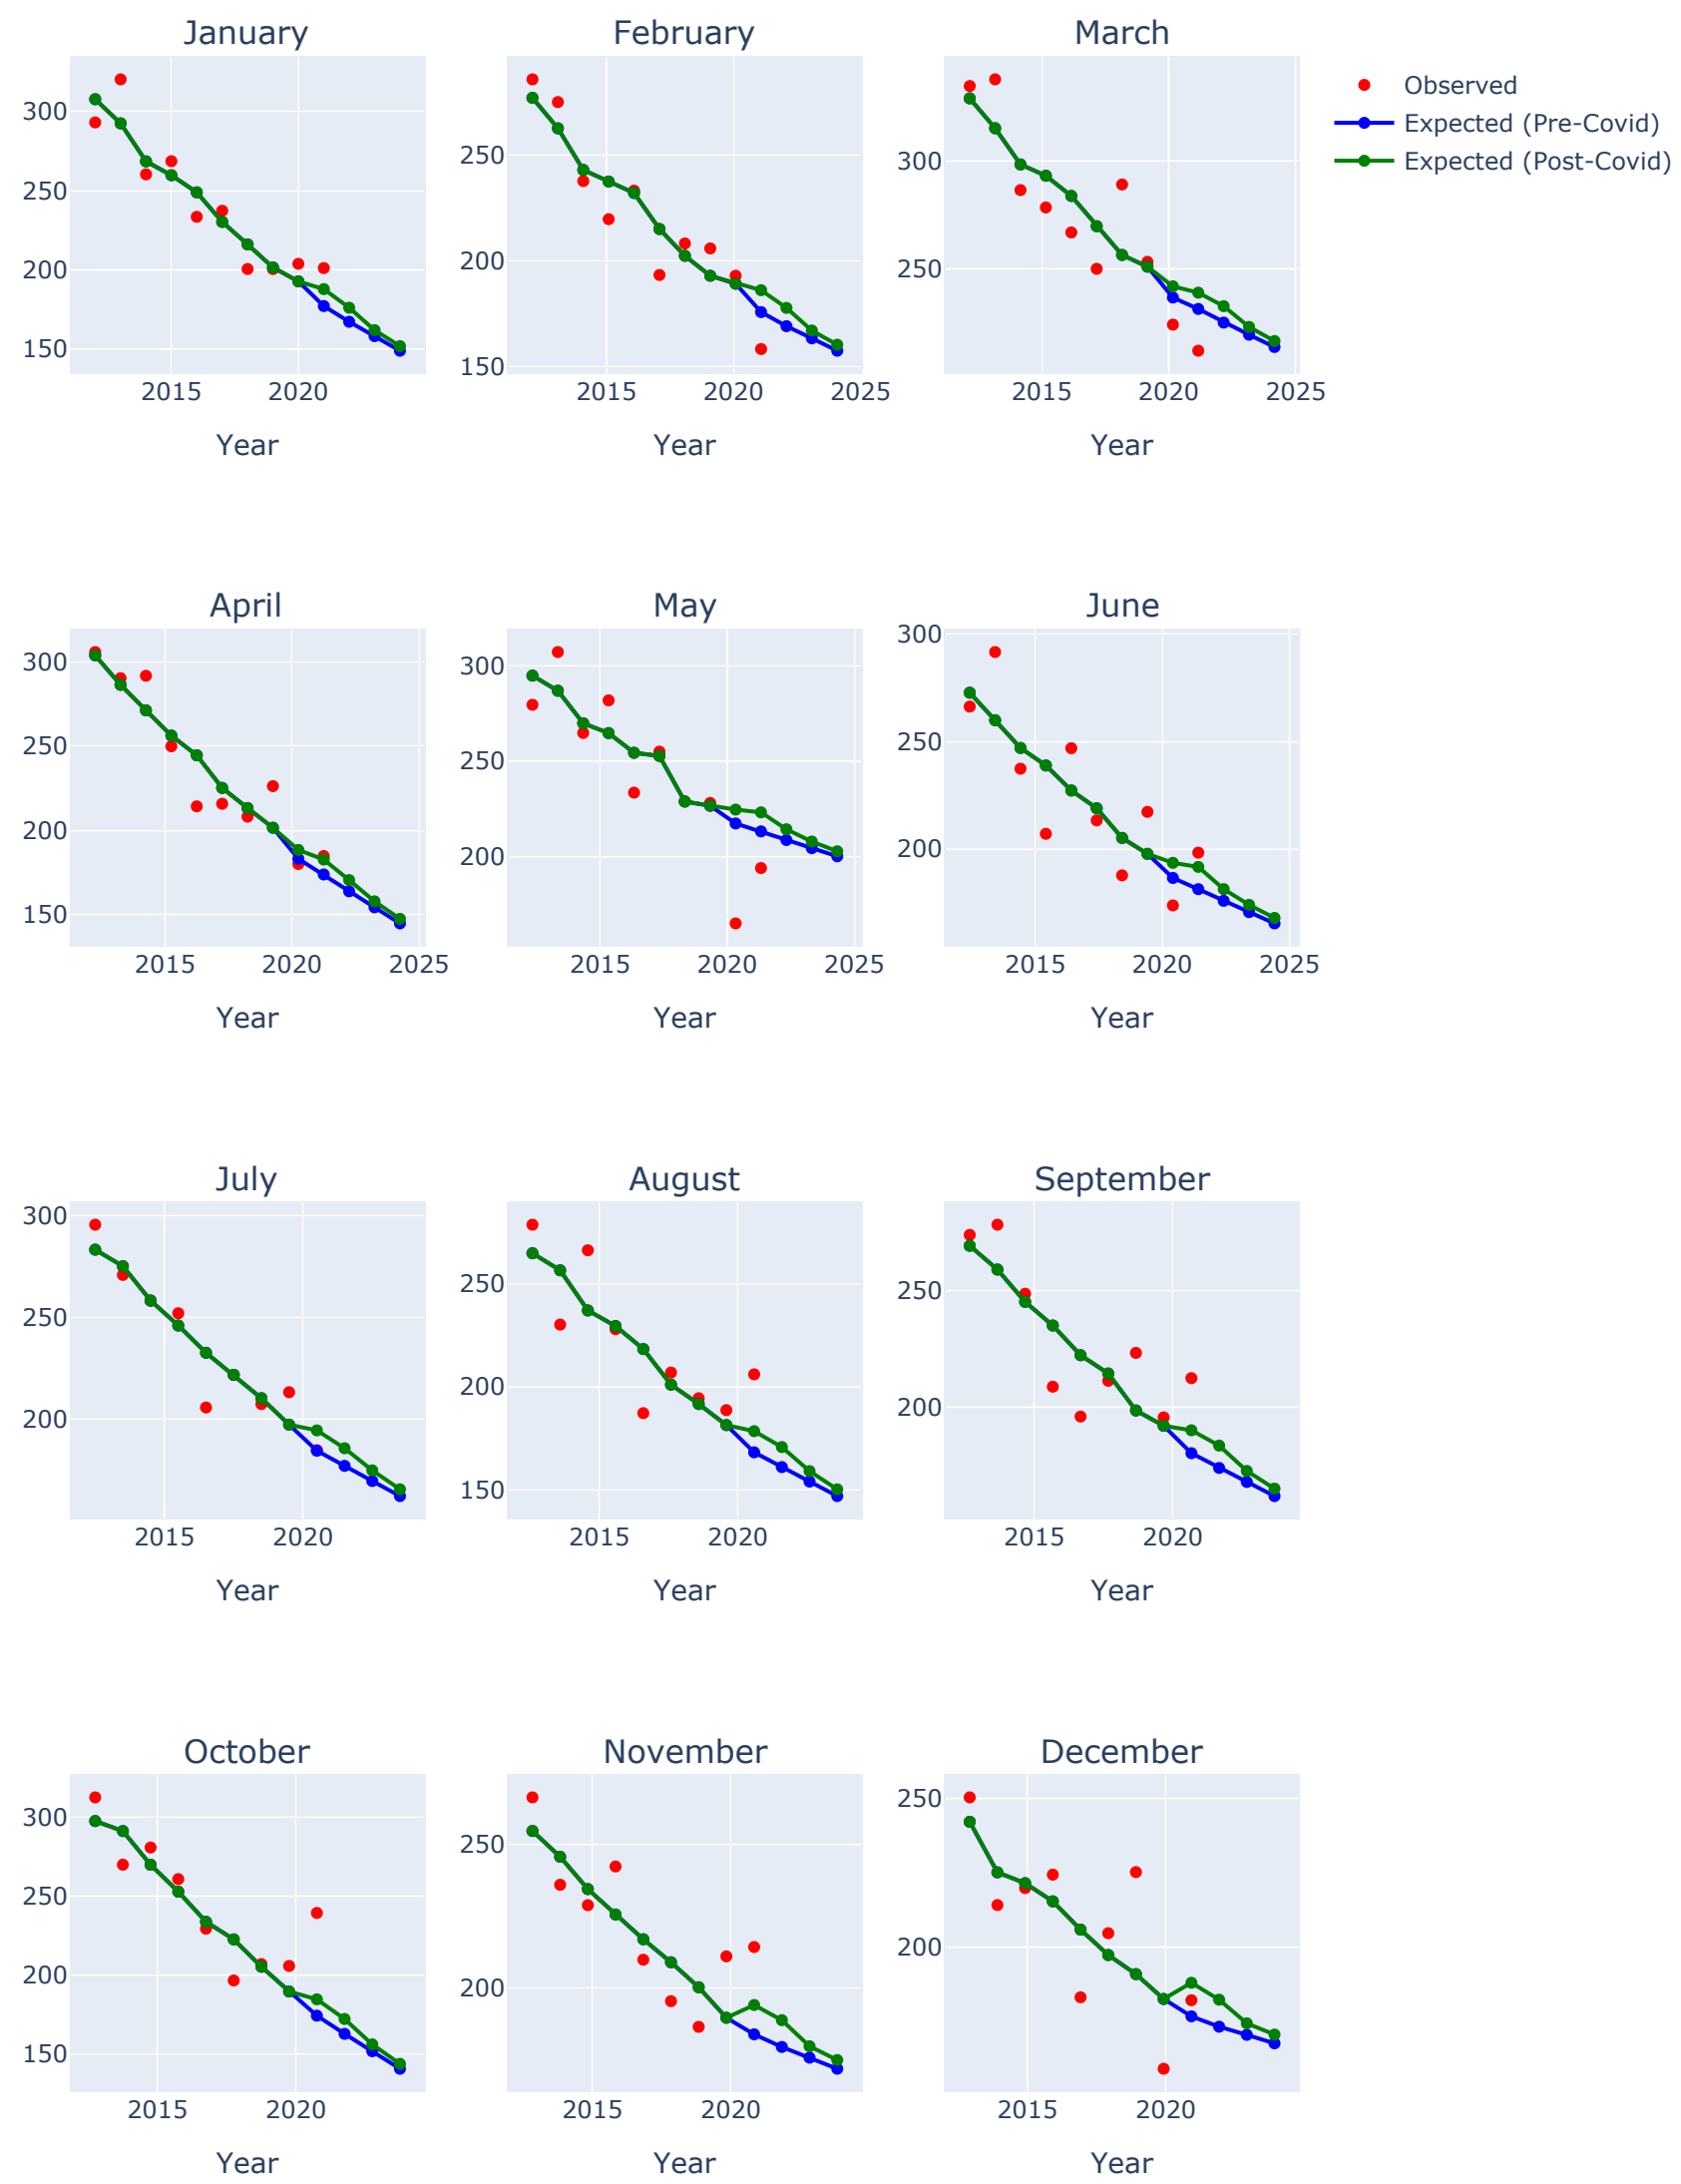 January
February
March
Observed
Expected (Pre-Covid)
Expected (Post-Covid)
300
250
200
150
2015
2020
Year
250
200
150
2015
2020
2025
Year
300
250
2015
2020
2025
Year
April
May
June
300
250
200
150
2015
2020
2025
Year
300
250
200
2015
2020
2025
Year
300
250
200
2015
2020
2025
Year
July
August
September
300
250
200
2015
2020
Year
250
200
150
2015
2020
Year
250
200
2015
2020
Year
October
November
December
300
250
200
150
2015
2020
Year
250
200
2015
2020
Year
250
200
2015
2020
Year